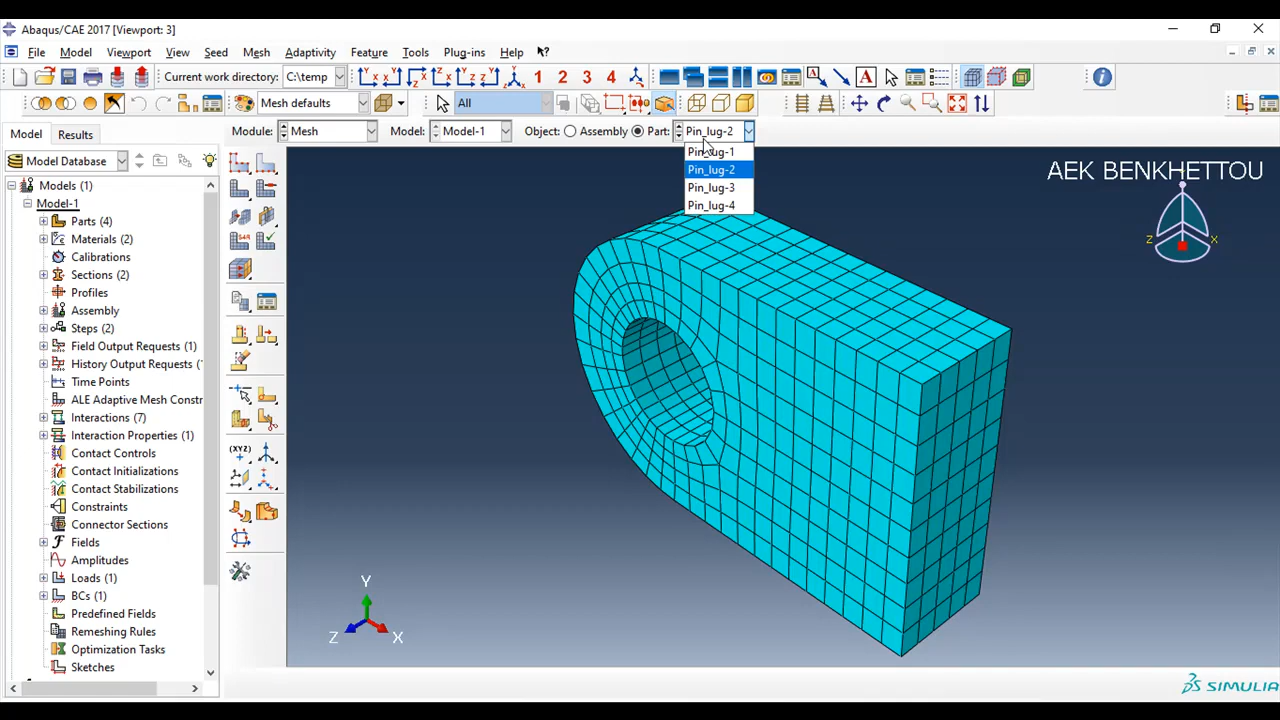 Abaqus/CAE 2017 [Viewport: 3]
File Model Viewport View Seed Mesh Adaptivity Feature Tools Plug-ins Help
Current work directory: C:\temp 1 2 3 4 A A
All Mesh defaults
Model Results Module: Mesh Model: Model-1 Object: Assembly Part: Pin_lug-2
Pin_lug-1
Pin_lug-2
Pin_lug-3
Pin_lug-4
Model Database
Models (1)
Model-1
Parts (4)
Materials (2)
Calibrations
Sections (2)
Profiles
Assembly
Steps (2)
Field Output Requests (1)
History Output Requests (
Time Points
ALE Adaptive Mesh Constr
Interactions (7)
Interaction Properties (1)
Contact Controls
Contact Initializations
Contact Stabilizations
Constraints
Connector Sections
Fields
Amplitudes
Loads (1)
BCs (1)
Predefined Fields
Remeshing Rules
Optimization Tasks
Sketches
(XYZ)
AEK BENKHETTOU
Z X
Y
Z X
SIMULIA